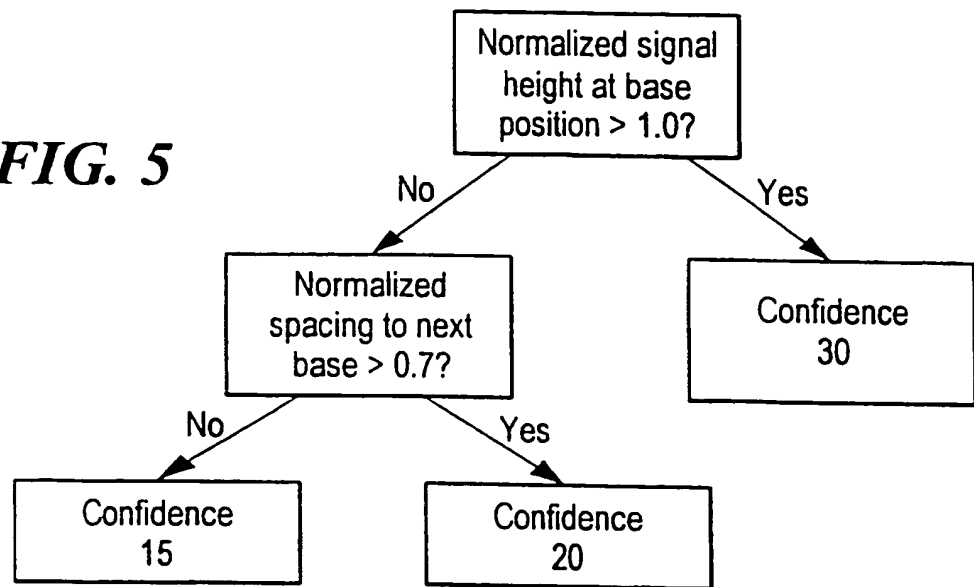 FIG. 5
Normalized signal
height at base
position > 1.0?
No
Yes
Normalized
spacing to next
base > 0.7?
Confidence
30
No
Yes
Confidence
15
Confidence
20